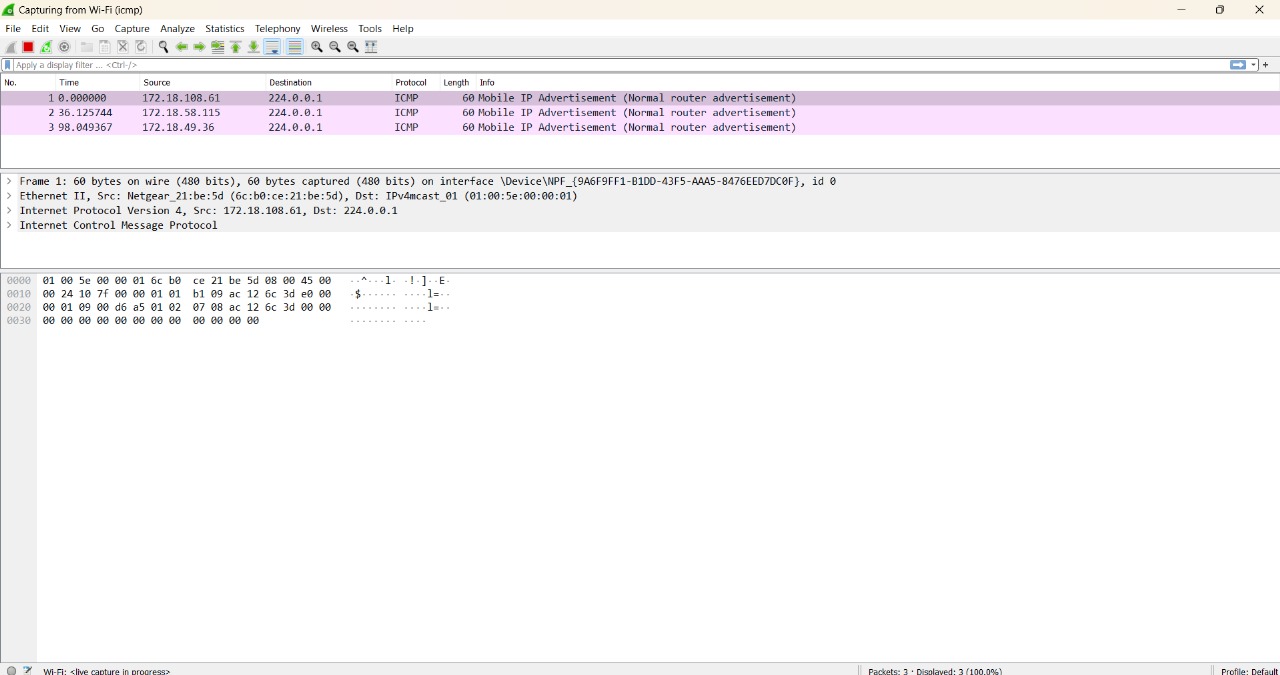 Capturing from Wi-Fi (icmp)
File Edit View Go Capture Analyze Statistics Telephony Wireless Tools Help
Apply a display filter ... <Ctrl-/>
No. Time Source Destination Protocol Length Info
1 0.000000 172.18.108.61 224.0.0.1 ICMP 60 Mobile IP Advertisement (Normal router advertisement)
2 36.125744 172.18.58.115 224.0.0.1 ICMP 60 Mobile IP Advertisement (Normal router advertisement)
3 98.049367 172.18.49.36 224.0.0.1 ICMP 60 Mobile IP Advertisement (Normal router advertisement)
Frame 1: 60 bytes on wire (480 bits), 60 bytes captured (480 bits) on interface \Device\NPF_{9A6F9FF1-B1DD-43F5-AAA5-8476EED7DC0F}, id 0
Ethernet II, Src: Netgear_21:be:5d (6c:b0:ce:21:be:5d), Dst: IPv4mcast_01 (01:00:5e:00:00:01)
Internet Protocol Version 4, Src: 172.18.108.61, Dst: 224.0.0.1
Internet Control Message Protocol
0000 01 00 5e 00 00 01 6c b0 ce 21 be 5d 08 00 45 00 ··^···l· ·!·]··E·
0010 00 24 10 7f 00 00 01 01 b1 09 ac 12 6c 3d e0 00 ·$······ ····l=··
0020 00 01 09 00 d6 a5 01 02 07 08 ac 12 6c 3d 00 00 ········ ····l=··
0030 00 00 00 00 00 00 00 00 00 00 00 00 ········ ····
Wi-Fi: <live capture in progress> Packets: 3 · Displayed: 3 (100.0%) Profile: Default